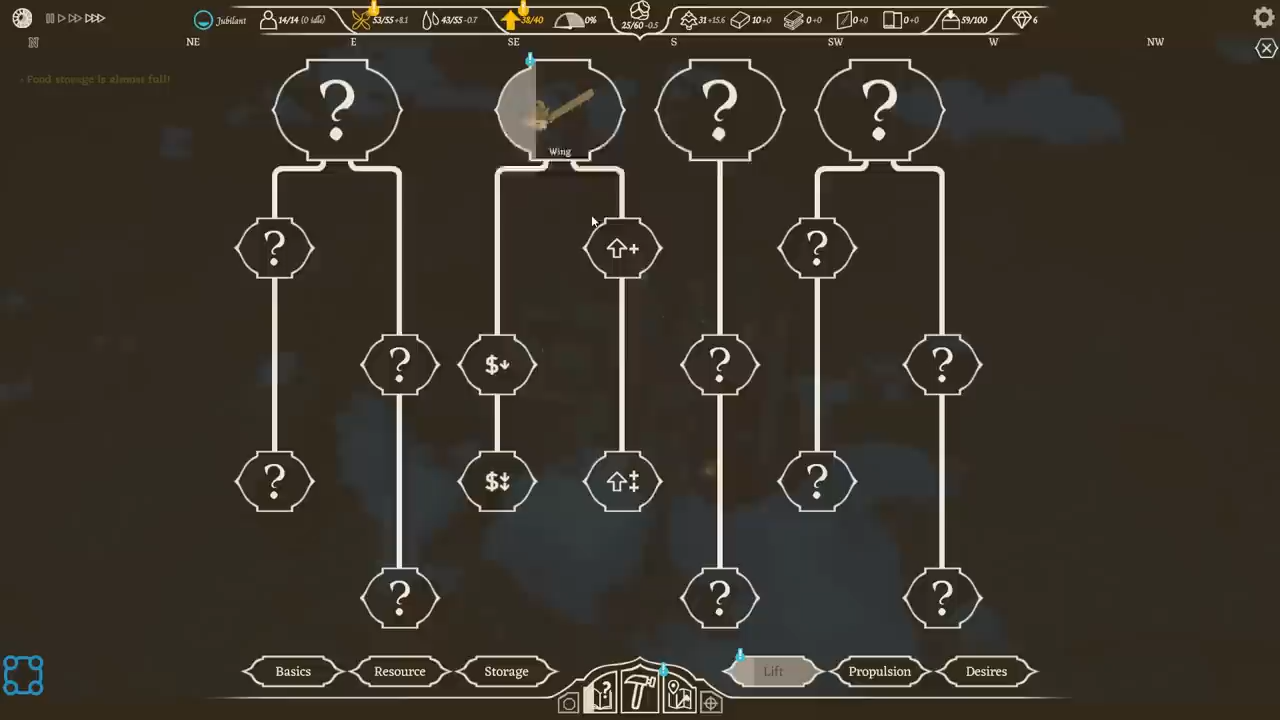 Jubilant 14/14 (0 idle) 53/55 +8.1 43/55 -0.7 38/40 0% 25/60 -0.5 31 +15.6 10 +0 0 +0 0 +0 0 +0 59/100 6
N NE E SE S SW W NW
• Food storage is almost full!
? ? ? ?
Wing
? + ?
? $ ? ?
? $ ?
? ? ?
Basics Resource Storage Lift Propulsion Desires
?